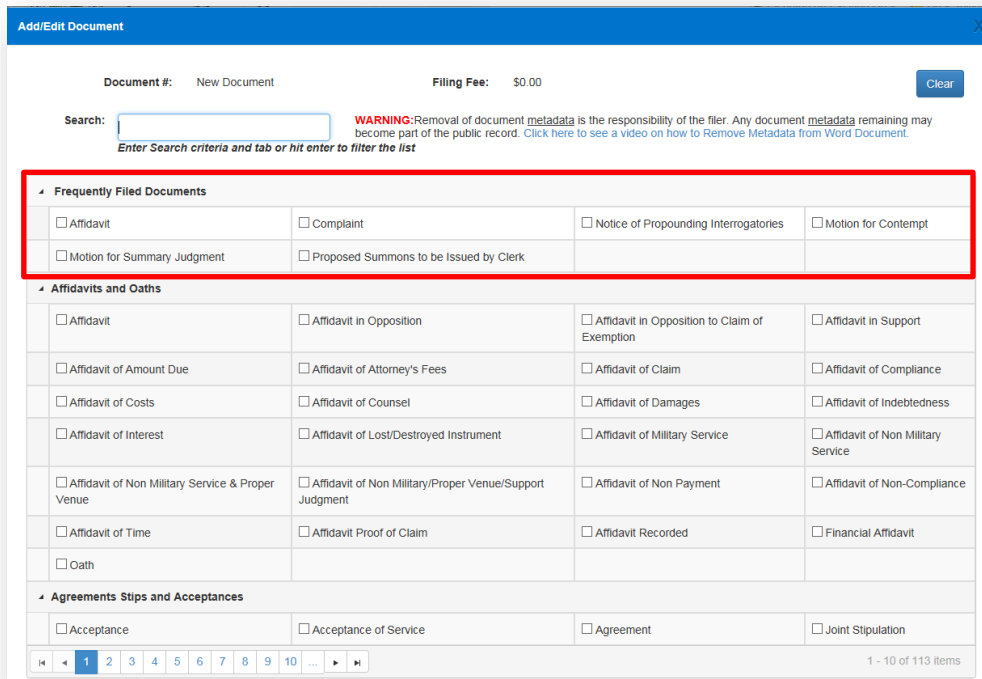 Add/Edit Document
X
Document #: New Document Filing Fee: $0.00 Clear
Search: WARNING:Removal of document metadata is the responsibility of the filer. Any document metadata remaining may
become part of the public record. Click here to see a video on how to Remove Metadata from Word Document.
Enter Search criteria and tab or hit enter to filter the list
Frequently Filed Documents
Affidavit Complaint Notice of Propounding Interrogatories Motion for Contempt
Motion for Summary Judgment Proposed Summons to be Issued by Clerk
Affidavits and Oaths
Affidavit Affidavit in Opposition Affidavit in Opposition to Claim of Affidavit in Support
Exemption
Affidavit of Amount Due Affidavit of Attorney's Fees Affidavit of Claim Affidavit of Compliance
Affidavit of Costs Affidavit of Counsel Affidavit of Damages Affidavit of Indebtedness
Affidavit of Interest Affidavit of Lost/Destroyed Instrument Affidavit of Military Service Affidavit of Non Military
Service
Affidavit of Non Military Service & Proper Affidavit of Non Military/Proper Venue/Support Affidavit of Non Payment Affidavit of Non-Compliance
Venue Judgment
Affidavit of Time Affidavit Proof of Claim Affidavit Recorded Financial Affidavit
Oath
Agreements Stips and Acceptances
Acceptance Acceptance of Service Agreement Joint Stipulation
1 2 3 4 5 6 7 8 9 10 ... 1 - 10 of 113 items